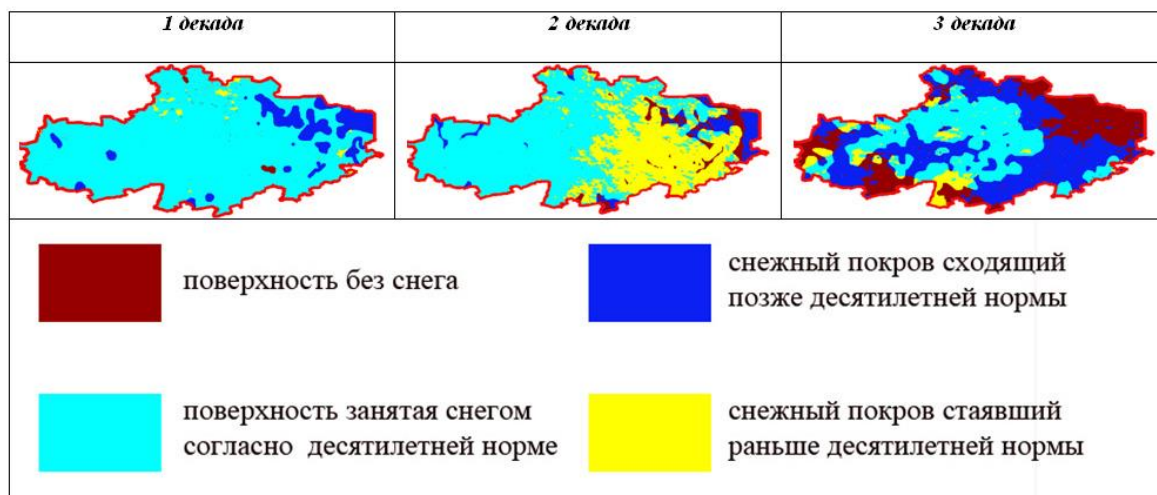 1 декада
2 декада
3 декада
поверхность без снега
снежный покров сходящий
позже десятилетней нормы
поверхность занятая снегом
согласно десятилетней норме
снежный покров стаявший
раньше десятилетней нормы